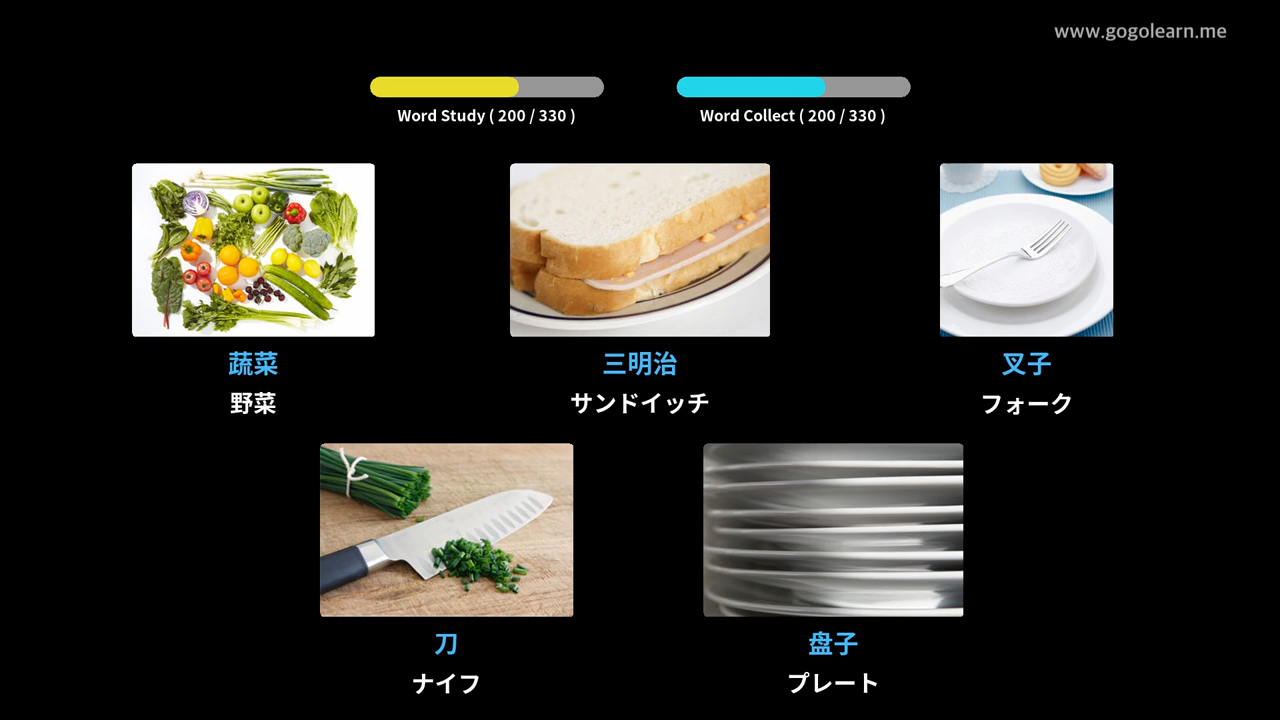 www.gogolearn.me
Word Study ( 200 / 330 )
Word Collect ( 200 / 330 )
蔬菜
野菜
三明治
サンドイッチ
叉子
フォーク
刀
ナイフ
盘子
プレート